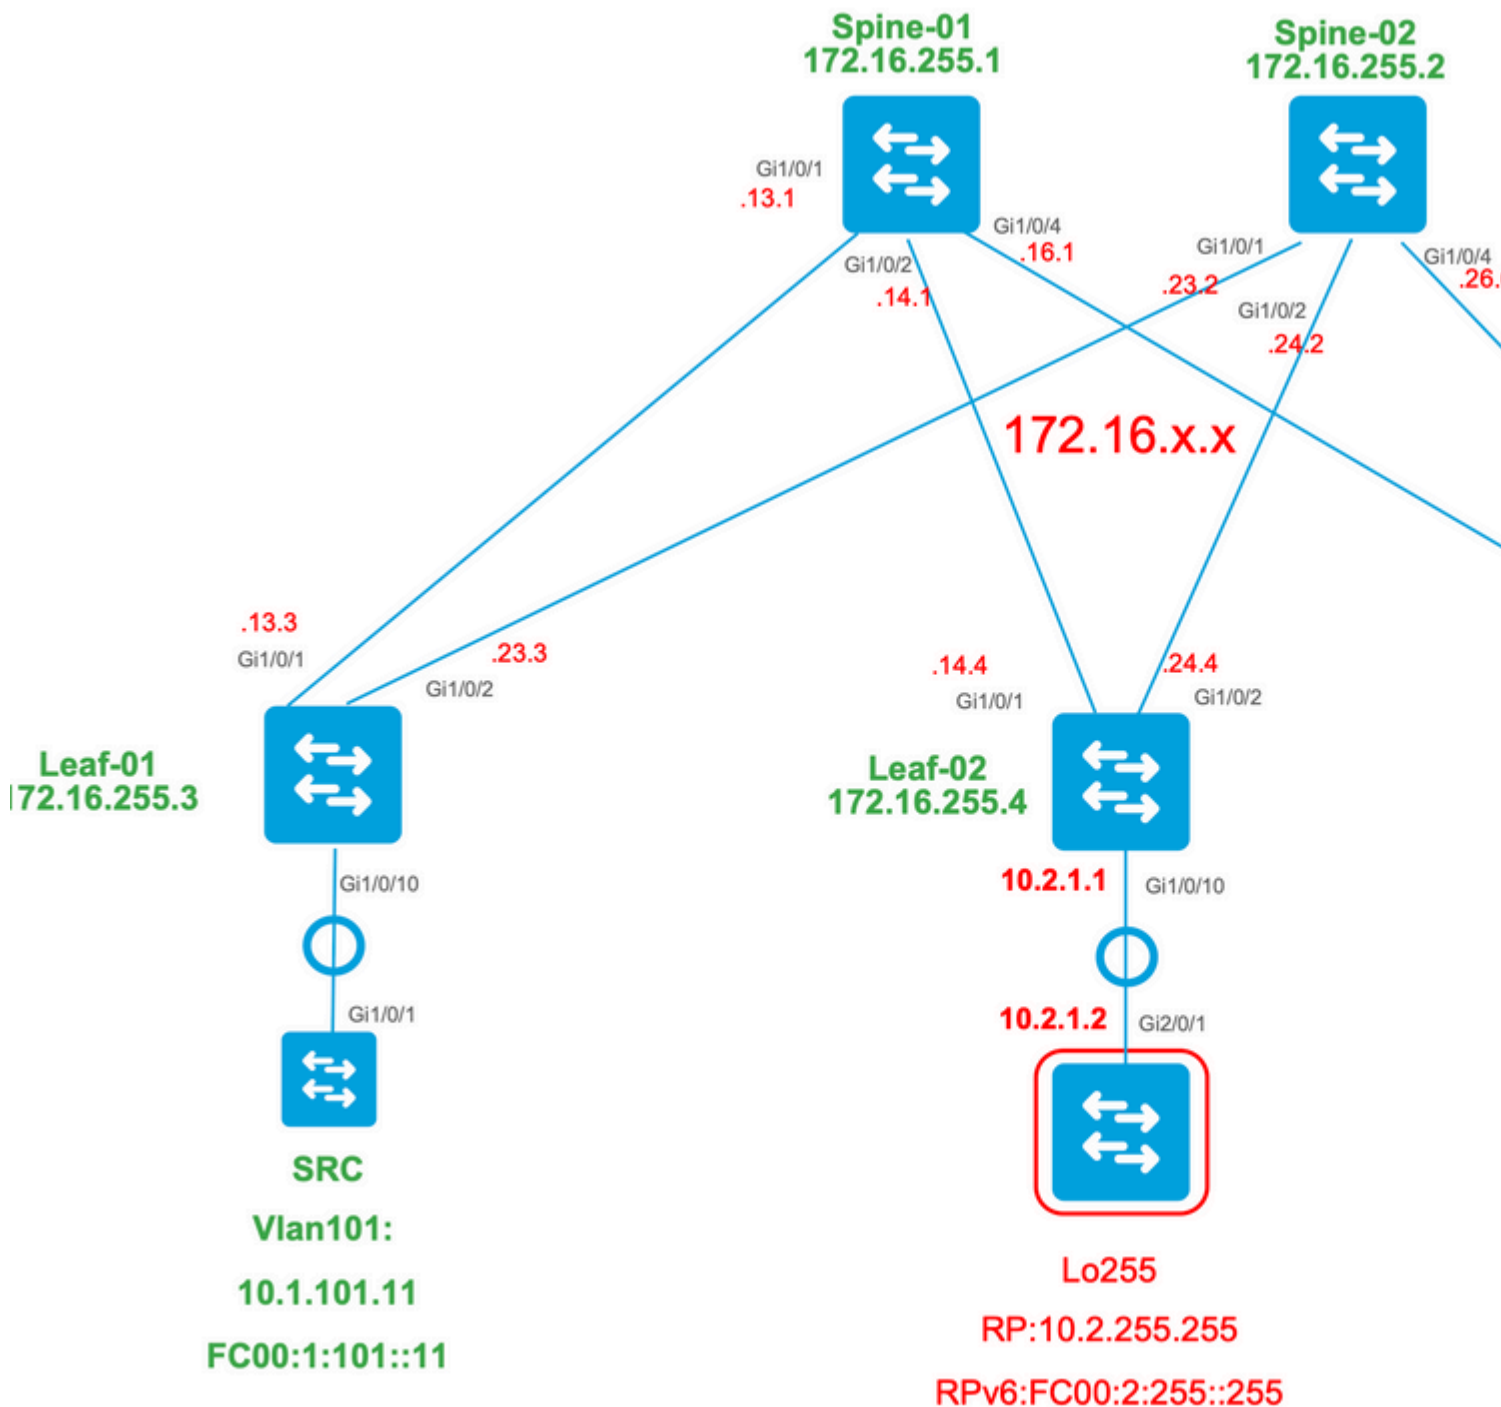 Spine-01
172.16.255.1
Spine-02
172.16.255.2
Gi1/0/1
.13.1
Gi1/0/4
.16.1
Gi1/0/2
.14.1
Gi1/0/1
.23.2
Gi1/0/2
.24.2
Gi1/0/4
.26.
172.16.x.x
.13.3
Gi1/0/1
.23.3
Gi1/0/2
.14.4
Gi1/0/1
.24.4
Gi1/0/2
Leaf-01
172.16.255.3
Leaf-02
172.16.255.4
Gi1/0/10
10.2.1.1
Gi1/0/10
Gi1/0/1
10.2.1.2
Gi2/0/1
SRC
Vlan101:
10.1.101.11
FC00:1:101::11
Lo255
RP:10.2.255.255
RPv6:FC00:2:255::255